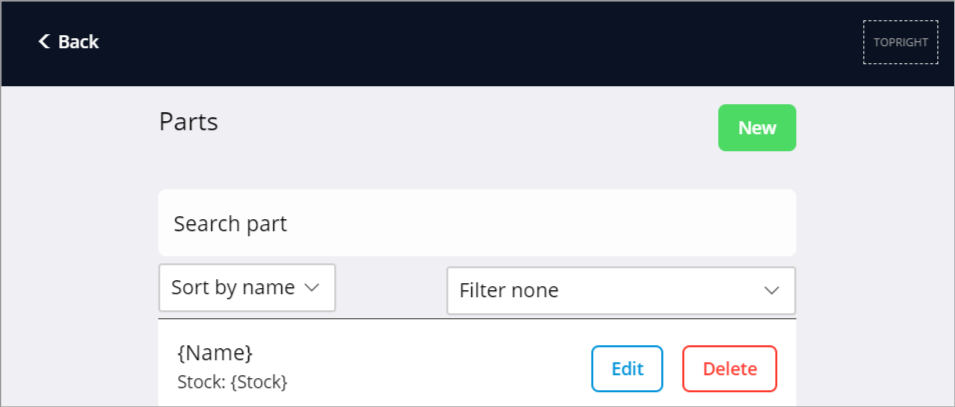 Back
TOPRIGHT
Parts
New
Search part
Sort by name
Filter none
{Name}
Stock: {Stock}
Edit
Delete